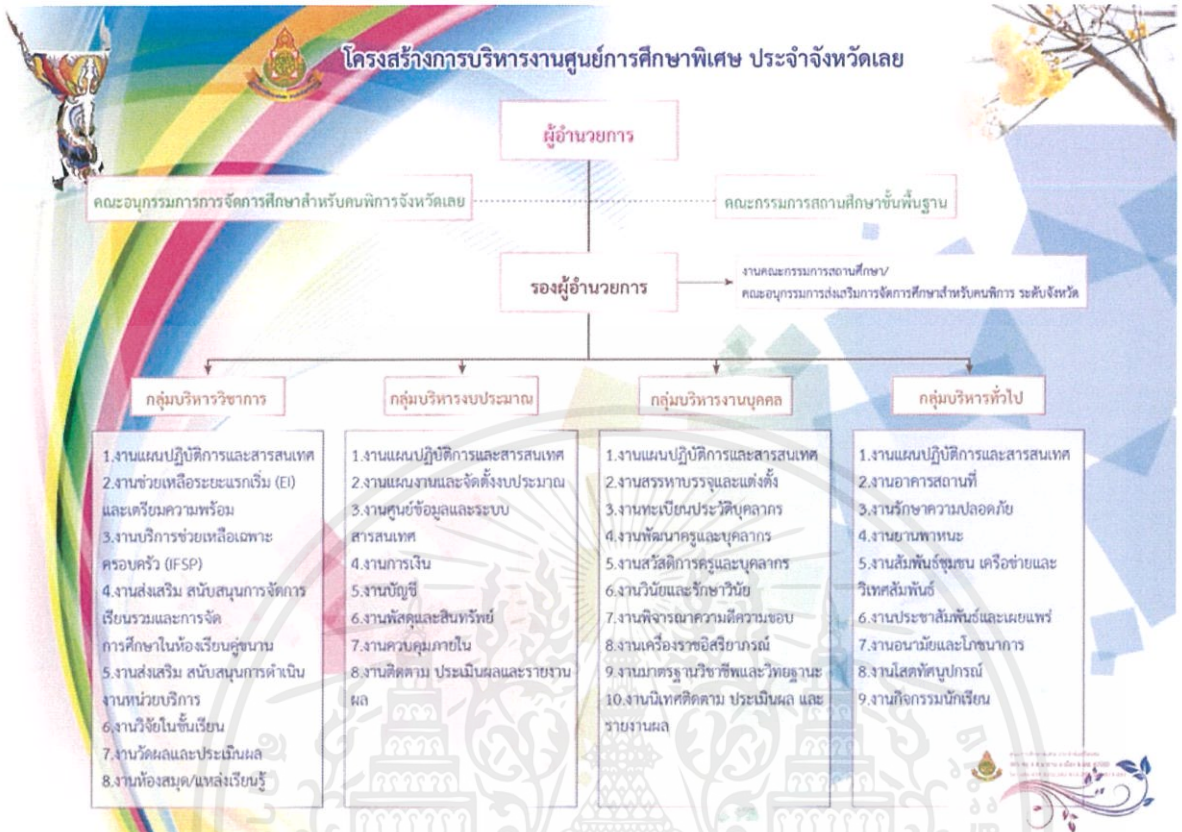 โครงสร้างการบริหารงานศูนย์การศึกษาพิเศษ ประจำจังหวัดเลย
ผู้อำนวยการ
คณะอนุกรรมการการจัดการศึกษาสำหรับคนพิการจังหวัดเลย
คณะกรรมการสถานศึกษาขั้นพื้นฐาน
รองผู้อำนวยการ
งานคณะกรรมการสถานศึกษา/
คณะอนุกรรมการส่งเสริมการจัดการศึกษาสำหรับคนพิการ ระดับจังหวัด
กลุ่มบริหารวิชาการ
1.งานแผนปฏิบัติการและสารสนเทศ
2.งานช่วยเหลือระยะแรกเริ่ม (EI)
และเตรียมความพร้อม
3.งานบริการช่วยเหลือเฉพาะ
ครอบครัว (IFSP)
4.งานส่งเสริม สนับสนุนการจัดการ
เรียนรวมและการจัด
การศึกษาในห้องเรียนคู่ขนาน
5.งานส่งเสริม สนับสนุนการดำเนิน
งานหน่วยบริการ
6.งานวิจัยในชั้นเรียน
7.งานวัดผลและประเมินผล
8.งานห้องสมุด/แหล่งเรียนรู้
กลุ่มบริหารงบประมาณ
1.งานแผนปฏิบัติการและสารสนเทศ
2.งานแผนงานและจัดตั้งงบประมาณ
3.งานศูนย์ข้อมูลและระบบ
สารสนเทศ
4.งานการเงิน
5.งานบัญชี
6.งานพัสดุและสินทรัพย์
7.งานควบคุมภายใน
8.งานติดตาม ประเมินผลและรายงาน
ผล
กลุ่มบริหารงานบุคคล
1.งานแผนปฏิบัติการและสารสนเทศ
2.งานสรรหาบรรจุและแต่งตั้ง
3.งานทะเบียนประวัติบุคลากร
4.งานพัฒนาครูและบุคลากร
5.งานสวัสดิการครูและบุคลากร
6.งานวินัยและรักษาวินัย
7.งานพิจารณาความดีความชอบ
8.งานเครื่องราชอิสริยาภรณ์
9.งานมาตรฐานวิชาชีพและวิทยฐานะ
10.งานนิเทศติดตาม ประเมินผล และ
รายงานผล
กลุ่มบริหารทั่วไป
1.งานแผนปฏิบัติการและสารสนเทศ
2.งานอาคารสถานที่
3.งานรักษาความปลอดภัย
4.งานยานพาหนะ
5.งานสัมพันธ์ชุมชน เครือข่ายและ
วิเทศสัมพันธ์
6.งานประชาสัมพันธ์และเผยแพร่
7.งานอนามัยและโภชนาการ
8.งานโสตทัศนูปกรณ์
9.งานกิจกรรมนักเรียน